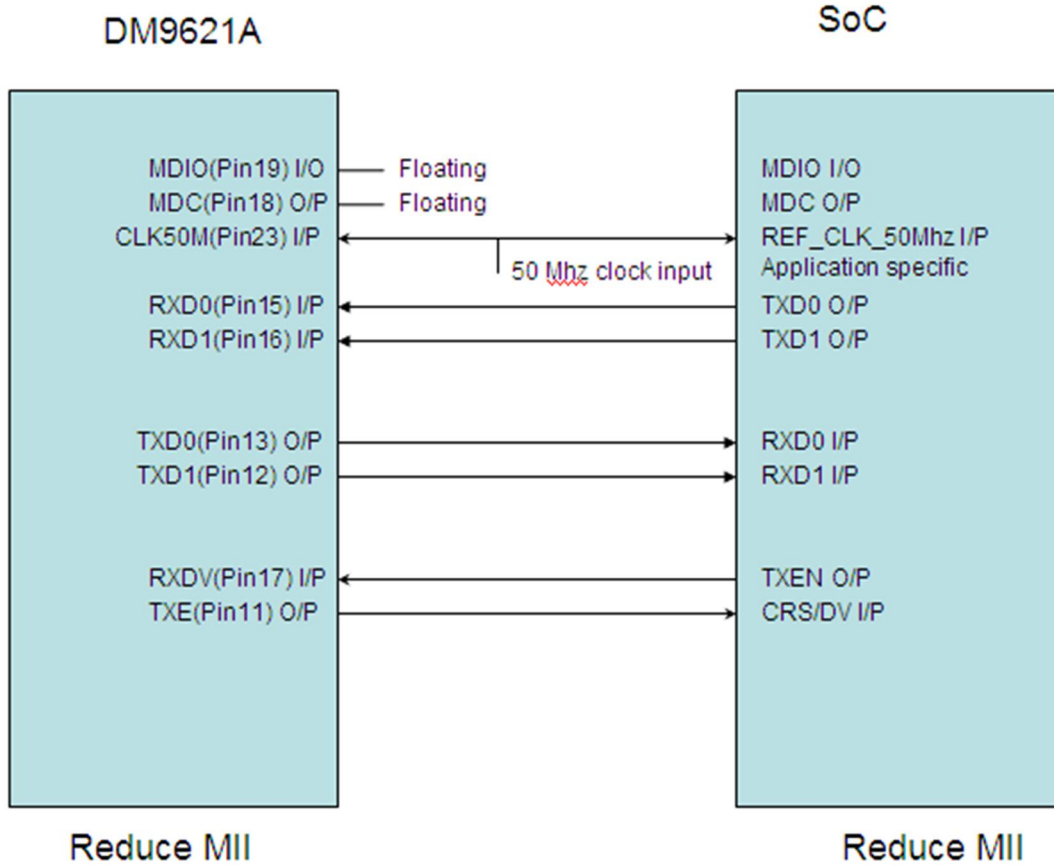 DM9621A
SoC
MDIO(Pin19) I/O
Floating
MDIO I/O
MDC(Pin18) O/P
Floating
MDC O/P
CLK50M(Pin23) I/P
REF_CLK_50Mhz I/P
50 Mhz clock input
Application specific
RXD0(Pin15) I/P
TXD0 O/P
RXD1(Pin16) I/P
TXD1 O/P
TXD0(Pin13) O/P
RXD0 I/P
TXD1(Pin12) O/P
RXD1 I/P
RXDV(Pin17) I/P
TXEN O/P
TXE(Pin11) O/P
CRS/DV I/P
Reduce MII
Reduce MII